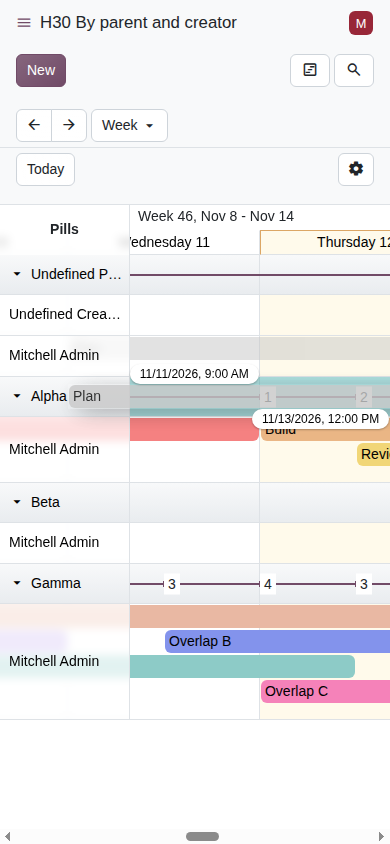 H30 By parent and creator
M
New
Week
Today
Week 46, Nov 8 - Nov 14
Pills
ednesday 11
Thursday 12
Undefined P…
Undefined Crea…
Mitchell Admin
11/11/2026, 9:00 AM
Alpha
Plan
1
2
11/13/2026, 12:00 PM
Build
Mitchell Admin
Revi
Beta
Mitchell Admin
Gamma
3
4
3
Overlap B
Mitchell Admin
Overlap C